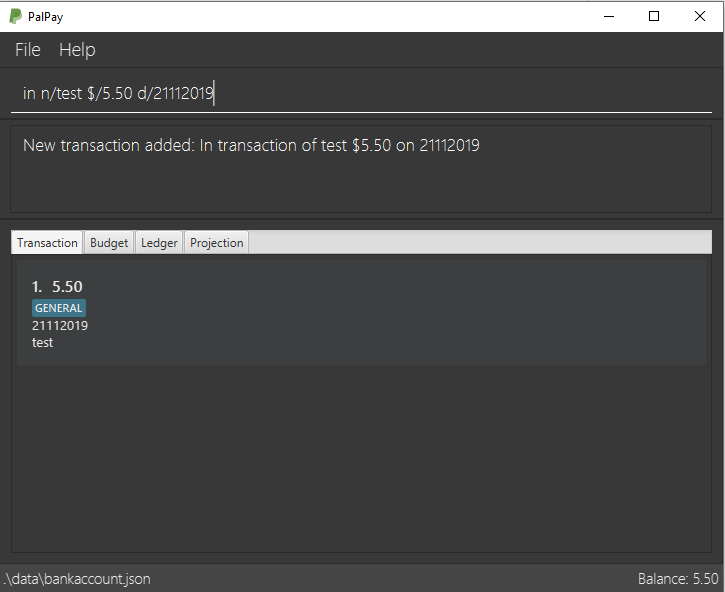 PalPay
File Help
in n/test $/5.50 d/21112019
New transaction added: In transaction of test $5.50 on 21112019
Transaction Budget Ledger Projection
1. 5.50
GENERAL
21112019
test
.\data\bankaccount.json Balance: 5.50